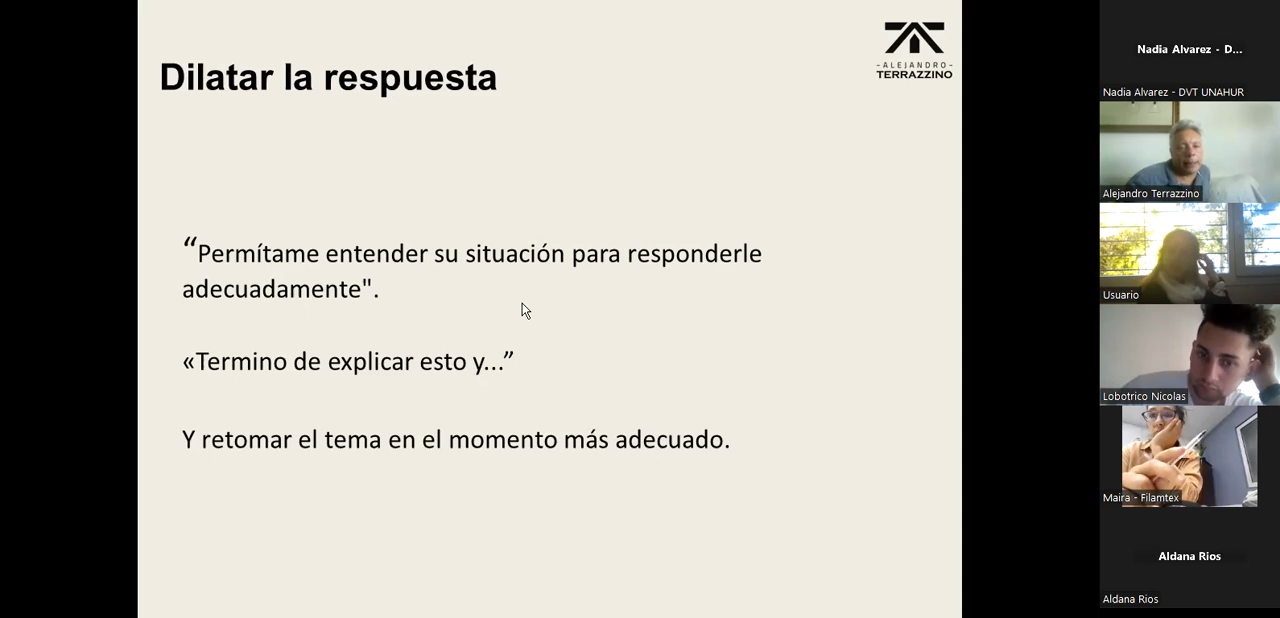 Dilatar la respuesta
-ALEJANDRO-
TERRAZZINO
“Permítame entender su situación para responderle
adecuadamente".
«Termino de explicar esto y...”
Y retomar el tema en el momento más adecuado.
Nadia Alvarez - D...
Nadia Alvarez - DVT UNAHUR
Alejandro Terrazzino
Usuario
Lobotrico Nicolas
Maira - Filamtex
Aldana Rios
Aldana Rios